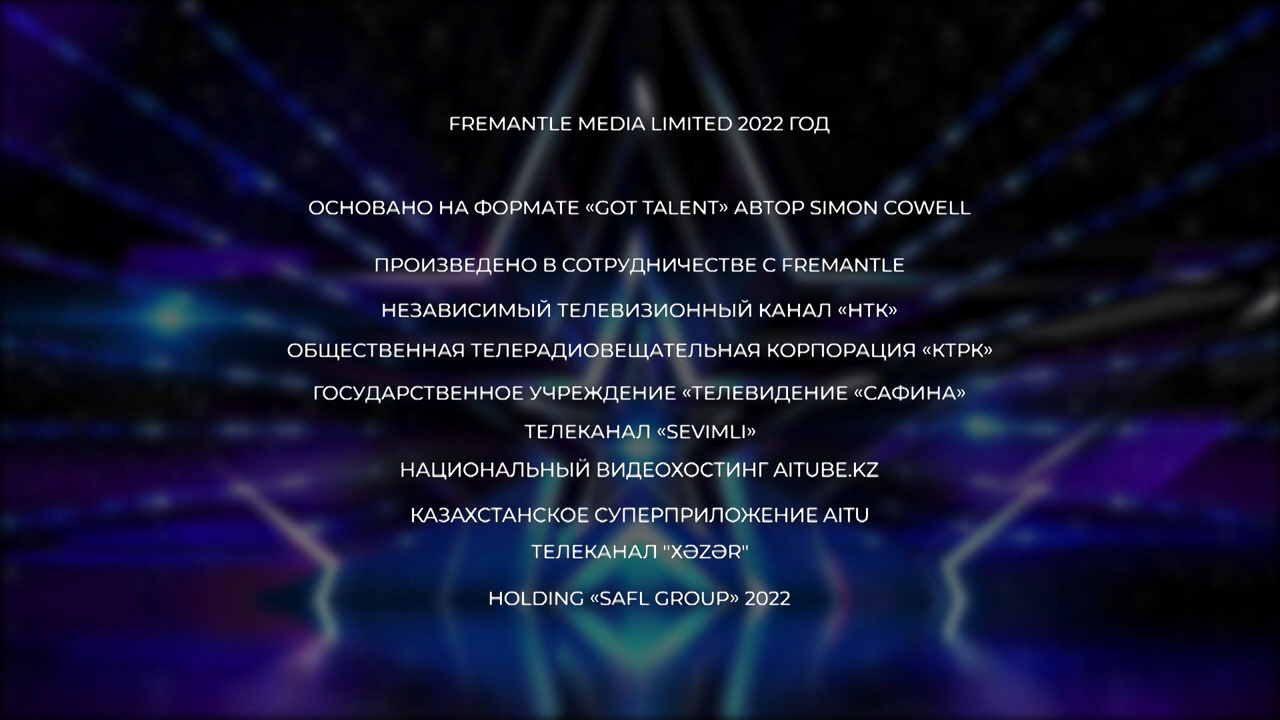 FREMANTLE MEDIA LIMITED 2022 ГОД
ОСНОВАНО НА ФОРМАТЕ «GOT TALENT» АВТОР SIMON COWELL
ПРОИЗВЕДЕНО В СОТРУДНИЧЕСТВЕ С FREMANTLE
НЕЗАВИСИМЫЙ ТЕЛЕВИЗИОННЫЙ КАНАЛ «НТК»
ОБЩЕСТВЕННАЯ ТЕЛЕРАДИОВЕЩАТЕЛЬНАЯ КОРПОРАЦИЯ «КТРК»
ГОСУДАРСТВЕННОЕ УЧРЕЖДЕНИЕ «ТЕЛЕВИДЕНИЕ «САФИНА»
ТЕЛЕКАНАЛ «SEVIMLI»
НАЦИОНАЛЬНЫЙ ВИДЕОХОСТИНГ AITUBE.KZ
КАЗАХСТАНСКОЕ СУПЕРПРИЛОЖЕНИЕ AITU
ТЕЛЕКАНАЛ "XƏZƏR"
HOLDING «SAFL GROUP» 2022